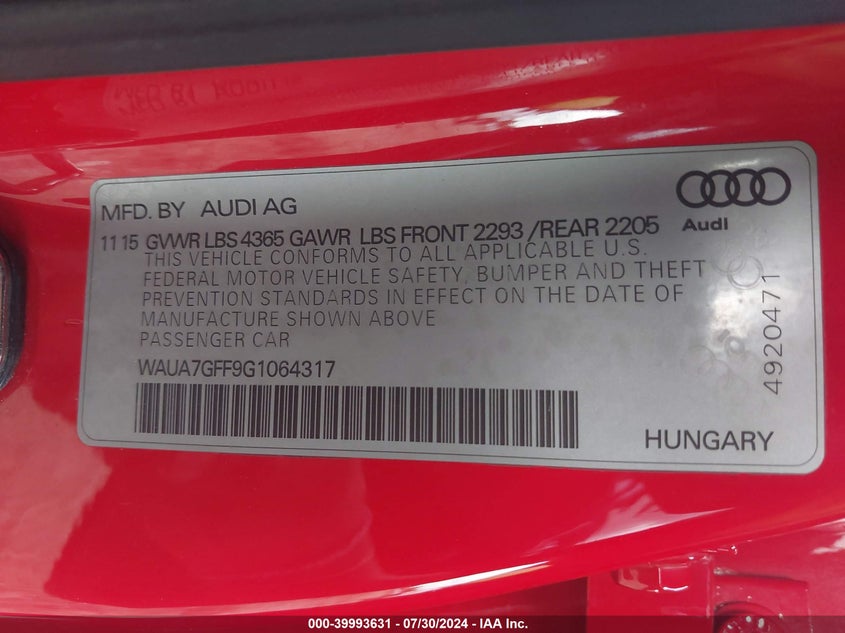 MFD. BY AUDI AG
Audi
11 15 GVWR LBS 4365 GAWR LBS FRONT 2293 /REAR 2205
THIS VEHICLE CONFORMS TO ALL APPLICABLE U.S.
FEDERAL MOTOR VEHICLE SAFETY, BUMPER AND THEFT
PREVENTION STANDARDS IN EFFECT ON THE DATE OF
MANUFACTURE SHOWN ABOVE
PASSENGER CAR
WAUA7GFF9G1064317
4920471
HUNGARY
000-39993631 - 07/30/2024 - IAA Inc.